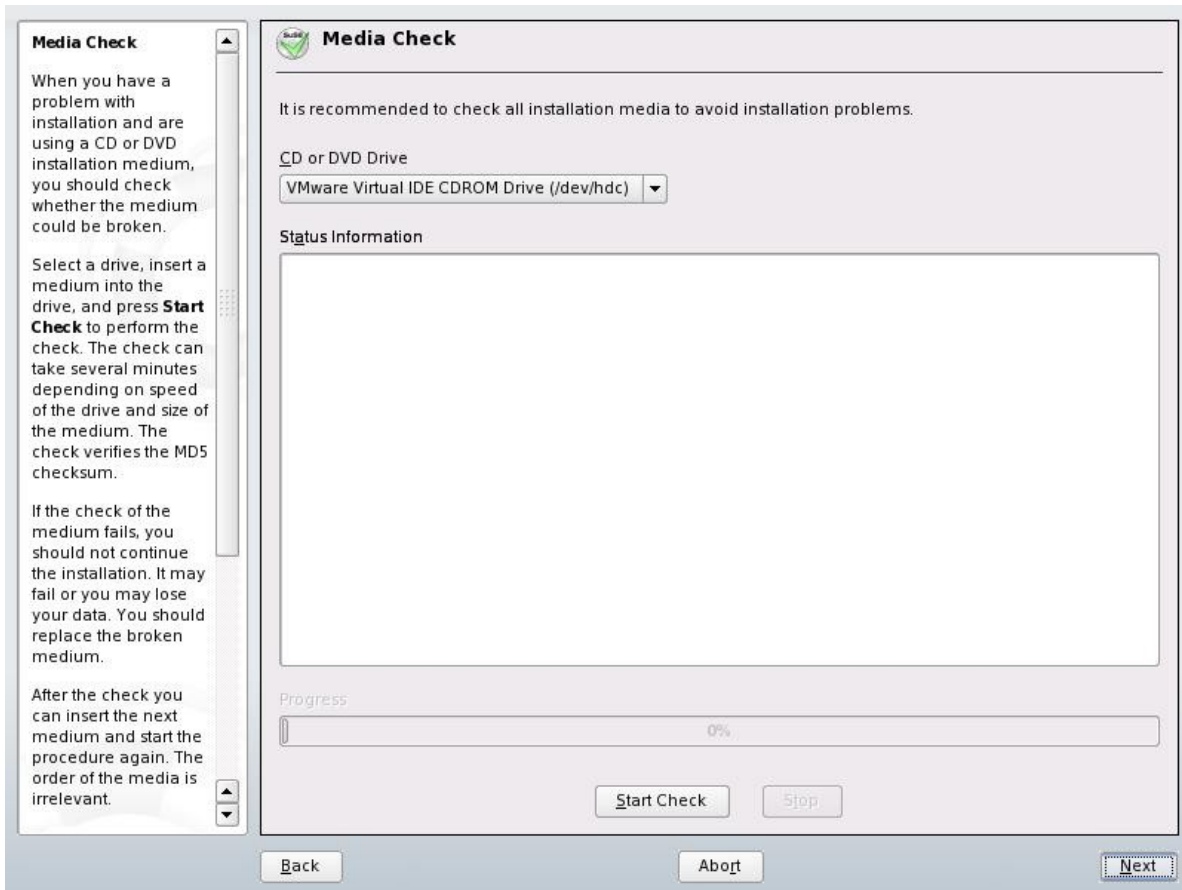 Media Check
When you have a
problem with
installation and are
using a CD or DVD
installation medium,
you should check
whether the medium
could be broken.
Select a drive, insert a
medium into the
drive, and press Start
Check to perform the
check. The check can
take several minutes
depending on speed
of the drive and size of
the medium. The
check verifies the MD5
checksum.
If the check of the
medium fails, you
should not continue
the installation. It may
fail or you may lose
your data. You should
replace the broken
medium.
After the check you
can insert the next
medium and start the
procedure again. The
order of the media is
irrelevant.
SuSE
Media Check
It is recommended to check all installation media to avoid installation problems.
CD or DVD Drive
VMware Virtual IDE CDROM Drive (/dev/hdc)
Status Information
Progress
0%
Start Check
Stop
Back
Abort
Next